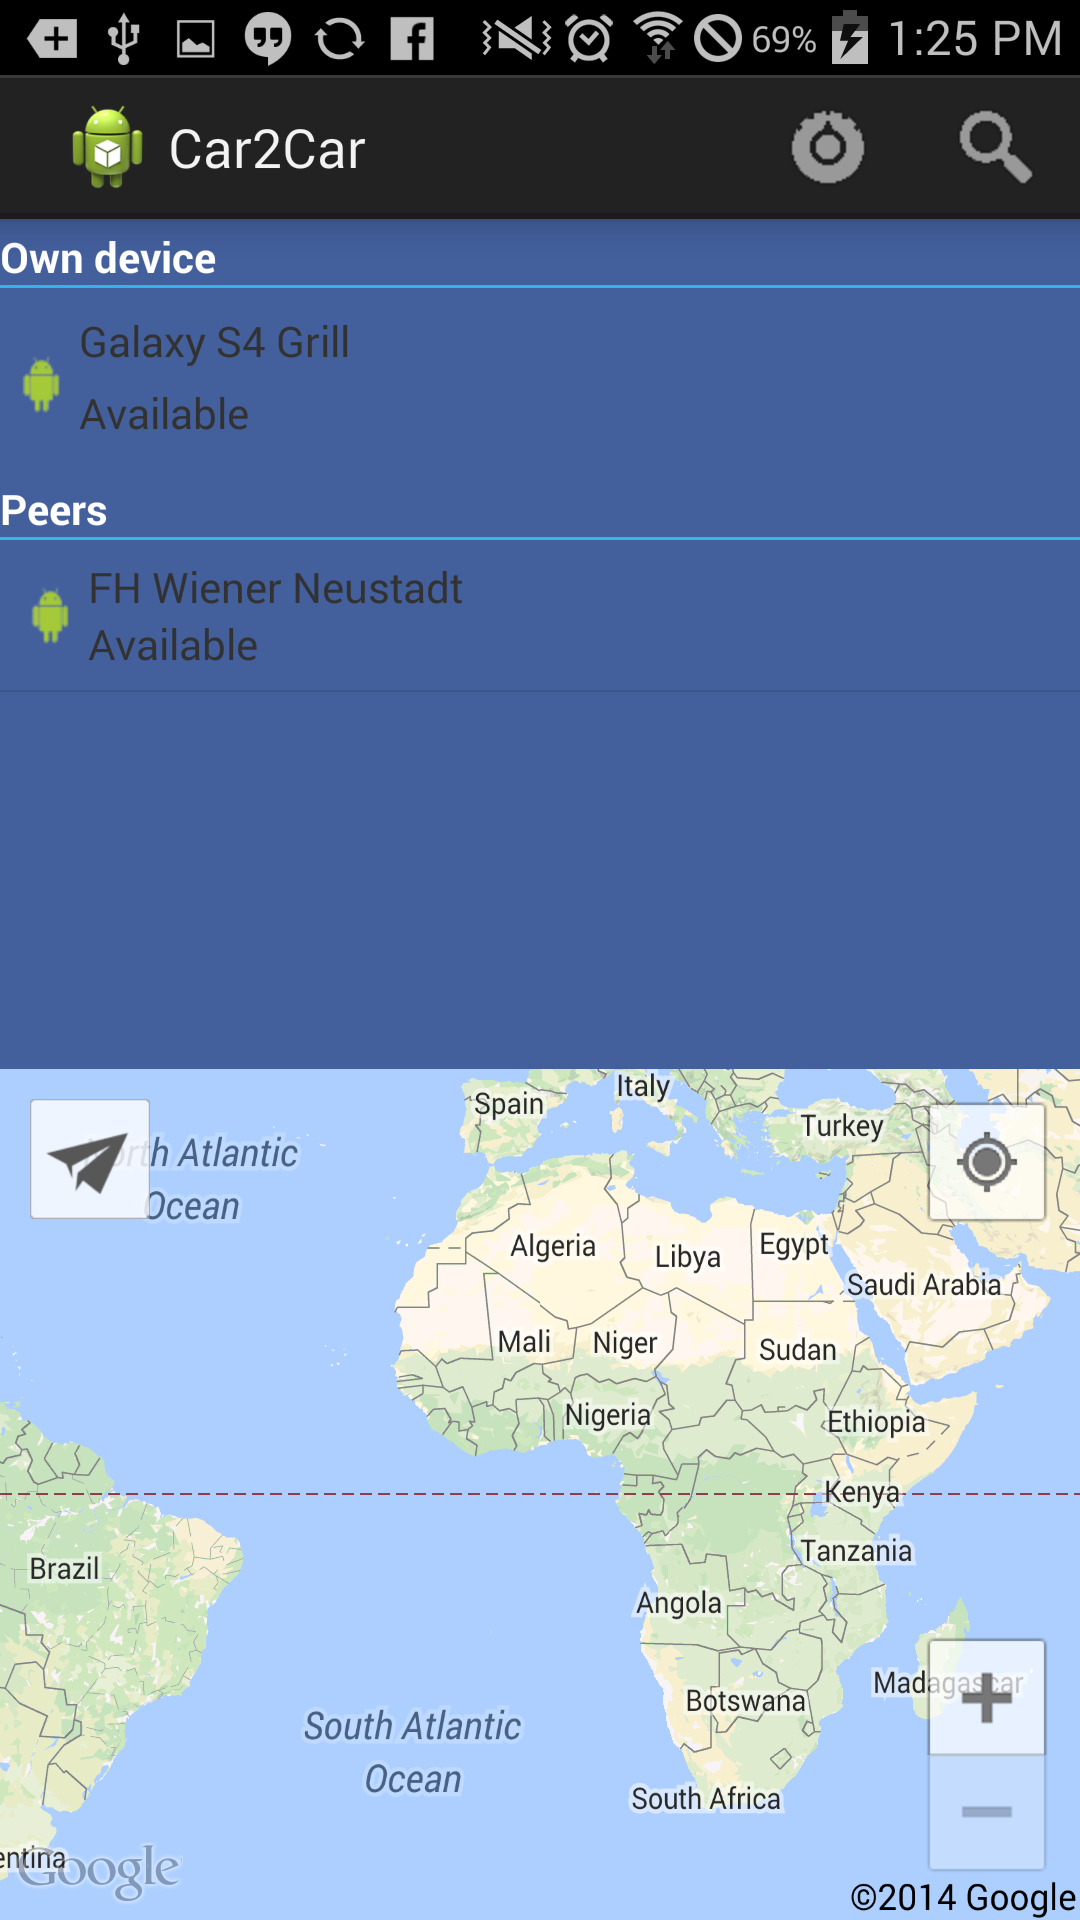 69% 1:25 PM
Car2Car
Own device
Galaxy S4 Grill
Available
Peers
FH Wiener Neustadt
Available
Italy
Spain
Turkey
North Atlantic
Ocean
Algeria
Libya
Egypt
Saudi Arabia
Mali
Niger
Sudan
Nigeria
Ethiopia
Kenya
Brazil
Tanzania
Angola
Madagascar
Botswana
South Atlantic
Ocean
South Africa
entina
Google
©2014 Google